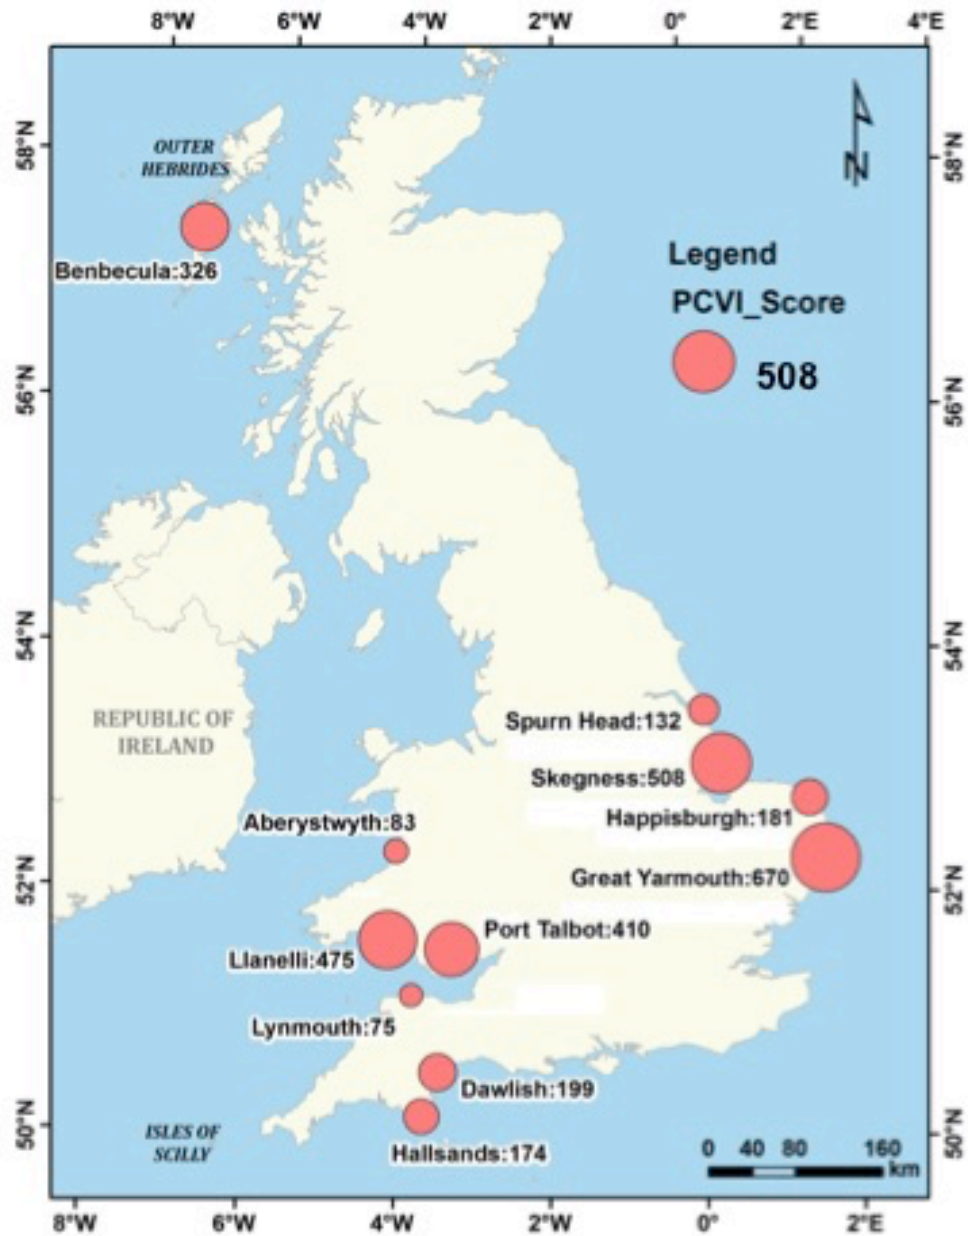 8°W 6°W 4°W 2°W 0° 2°E 4°E
58°N
58°N
OUTER
HEBRIDES
N
Benbecula:326
Legend
PCVI_Score
508
56°N
56°N
54°N
54°N
REPUBLIC OF
IRELAND
Spurn Head:132
Skegness:508
Happisburgh:181
Aberystwyth:83
Great Yarmouth:670
52°N
52°N
Port Talbot:410
Llanelli:475
Lynmouth:75
Dawlish:199
Hallsands:174
ISLES OF
SCILLY
50°N
50°N
0 40 80 160
km
8°W 6°W 4°W 2°W 0° 2°E